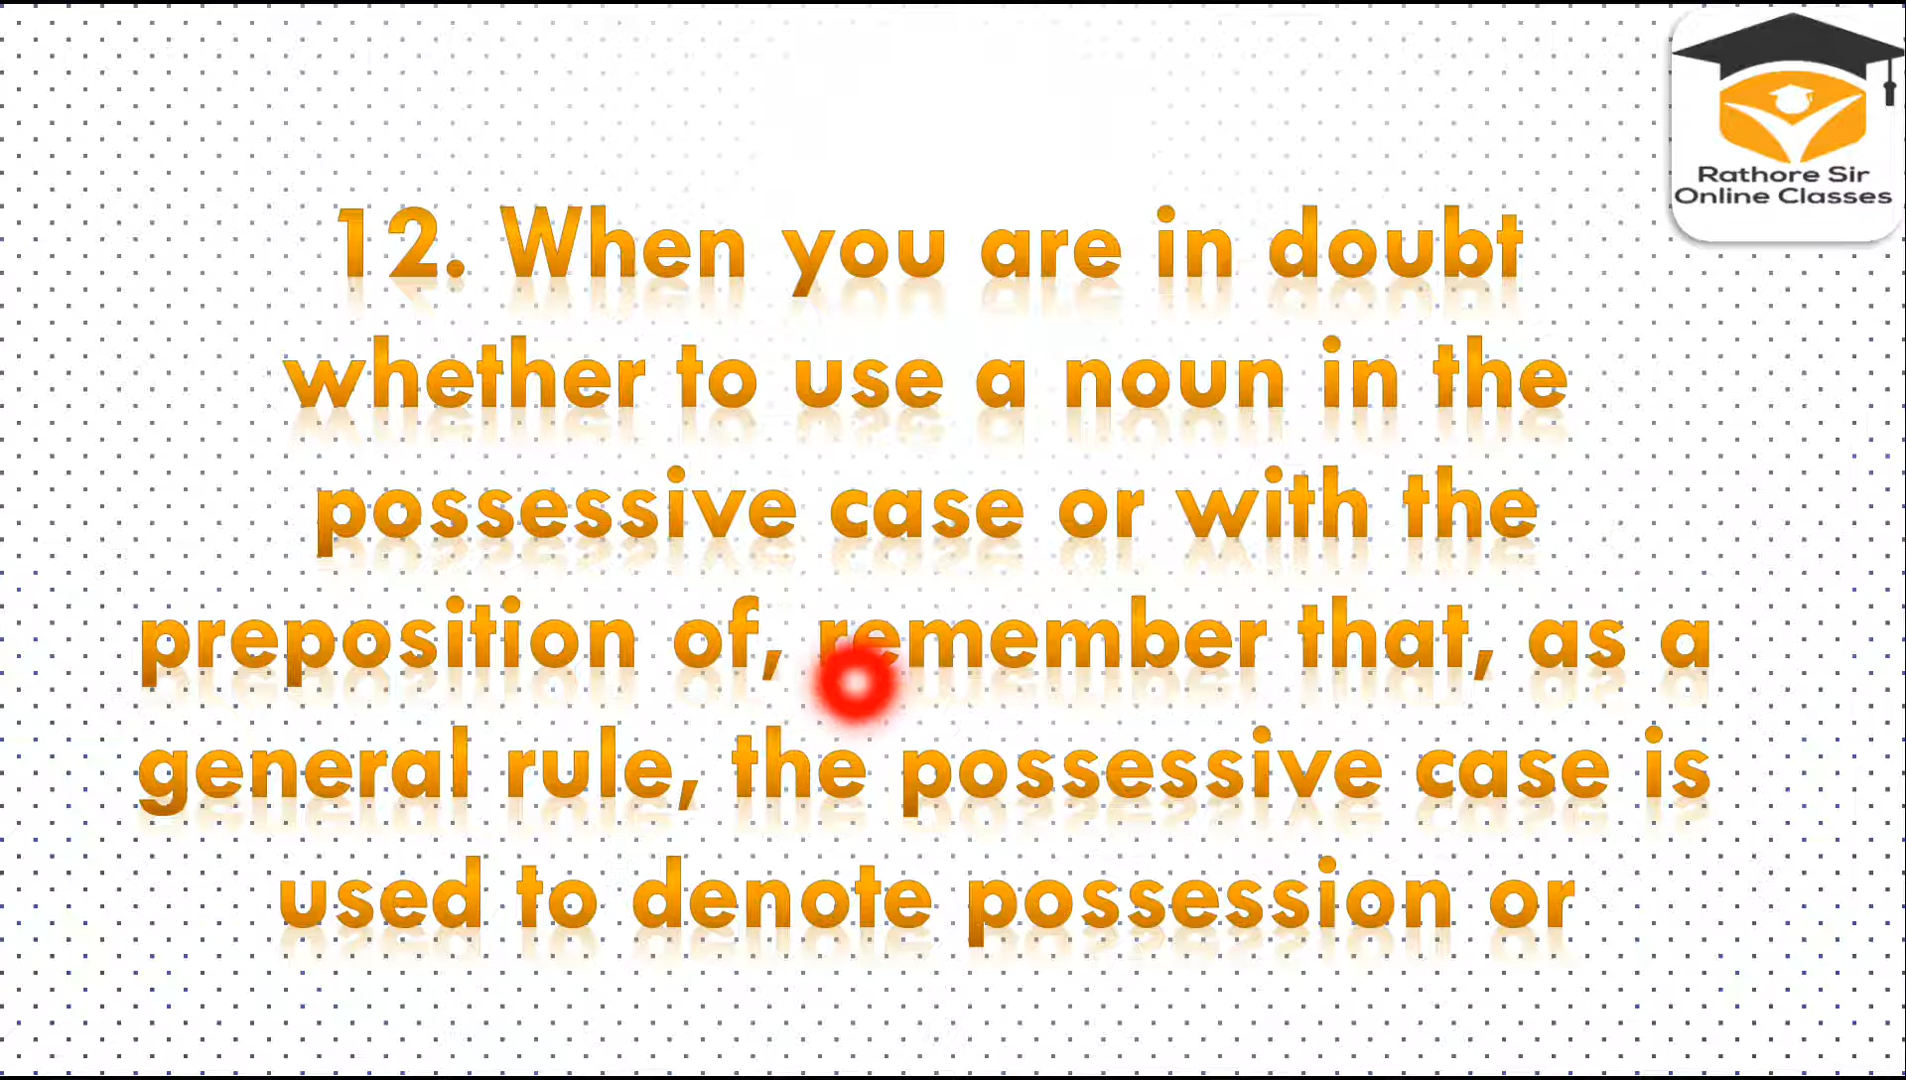 Rathore Sir
Online Classes
12. When you are in doubt
whether to use a noun in the
possessive case or with the
preposition of, remember that, as a
general rule, the possessive case is
used to denote possession or